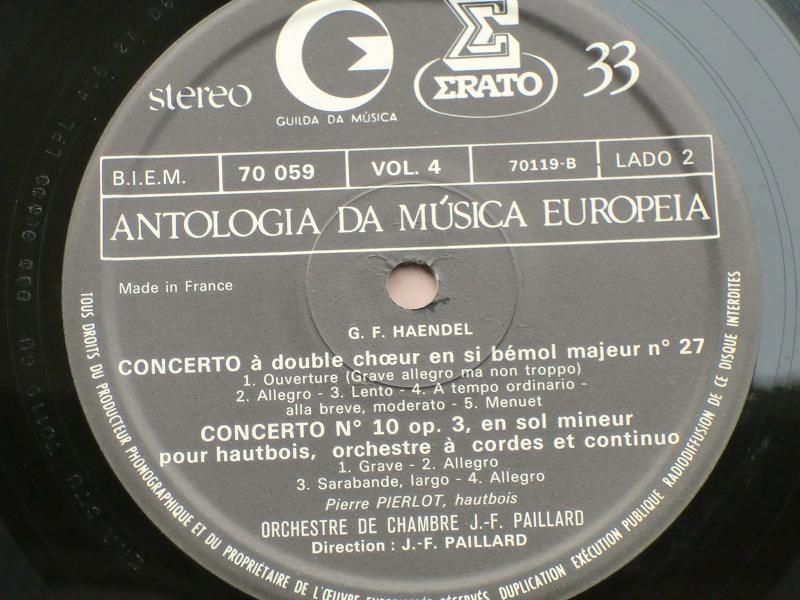 stereo
GUILDA DA MÚSICA
ΣRATO
33
B.I.E.M. 70 059 VOL. 4 70119-B LADO 2
ANTOLOGIA DA MÚSICA EUROPEIA
Made in France
G. F. HAENDEL
CONCERTO à double chœur en si bémol majeur n° 27
1. Ouverture (Grave allegro ma non troppo)
2. Allegro - 3. Lento - 4. A tempo ordinario -
alla breve, moderato - 5. Menuet
CONCERTO N° 10 op. 3, en sol mineur
pour hautbois, orchestre à cordes et continuo
1. Grave - 2. Allegro
3. Sarabande, largo - 4. Allegro
Pierre PIERLOT, hautbois
ORCHESTRE DE CHAMBRE J.-F. PAILLARD
Direction : J.-F. PAILLARD
TOUS DROITS DU PRODUCTEUR PHONOGRAPHIQUE ET DU PROPRIÉTAIRE DE L'ŒUVRE ENREGISTRÉE RÉSERVÉS. DUPLICATION EXÉCUTION PUBLIQUE RADIODIFFUSION DE CE DISQUE INTERDITES